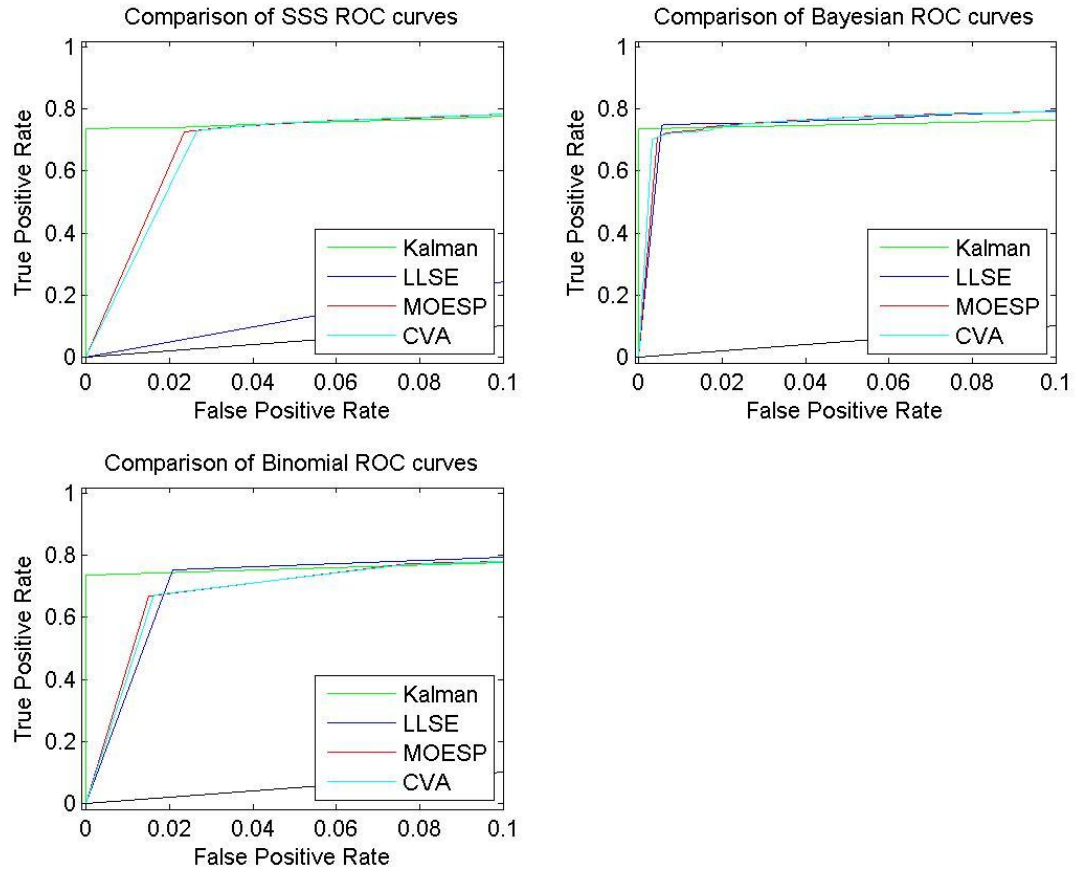 Comparison of SSS ROC curves
1
0.8
0.6
0.4
0.2
0
True Positive Rate
Kalman
LLSE
MOESP
CVA
0 0.02 0.04 0.06 0.08 0.1
False Positive Rate
Comparison of Bayesian ROC curves
1
0.8
0.6
0.4
0.2
0
True Positive Rate
Kalman
LLSE
MOESP
CVA
0 0.02 0.04 0.06 0.08 0.1
False Positive Rate
Comparison of Binomial ROC curves
1
0.8
0.6
0.4
0.2
0
True Positive Rate
Kalman
LLSE
MOESP
CVA
0 0.02 0.04 0.06 0.08 0.1
False Positive Rate